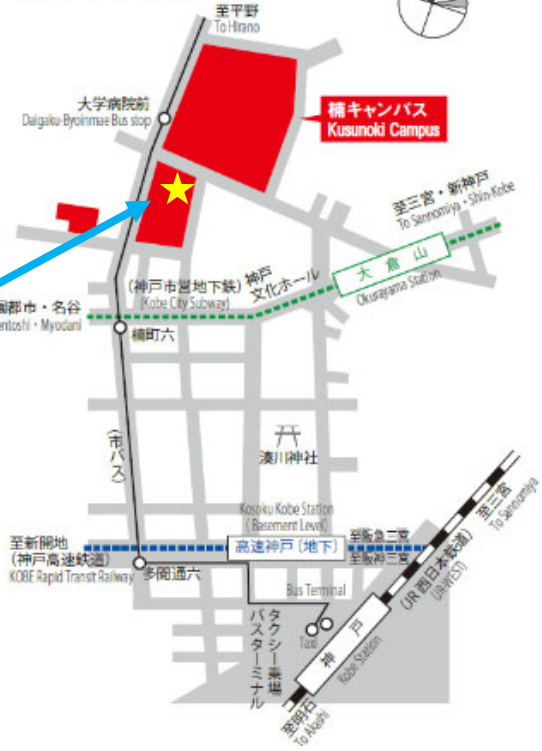 至平野
To Hirano
大学病院前
Daigaku-Byoinmae Bus stop
楠キャンパス
Kusunoki Campus
至三宮・新神戸
To Sannomiya・Shin-Kobe
大倉山
Okurayama Station
(神戸市営地下鉄)
(Kobe City Subway)
神戸
文化ホール
園都市・名谷
entoshi・Myodani
楠町六
(市バス)
湊川神社
Kosoku Kobe Station
(Basement Level)
高速神戸(地下)
至阪急三宮
至阪神三宮
至新開地
(神戸高速鉄道)
KOBE Rapid Transit Railway
多聞通六
Bus Terminal
タクシー乗場
バスターミナル
Taxi
神戸
Kobe Station
(JR西日本鉄道)
(JR-WEST)
至三宮
To Sannomiya
至明石
To Akashi